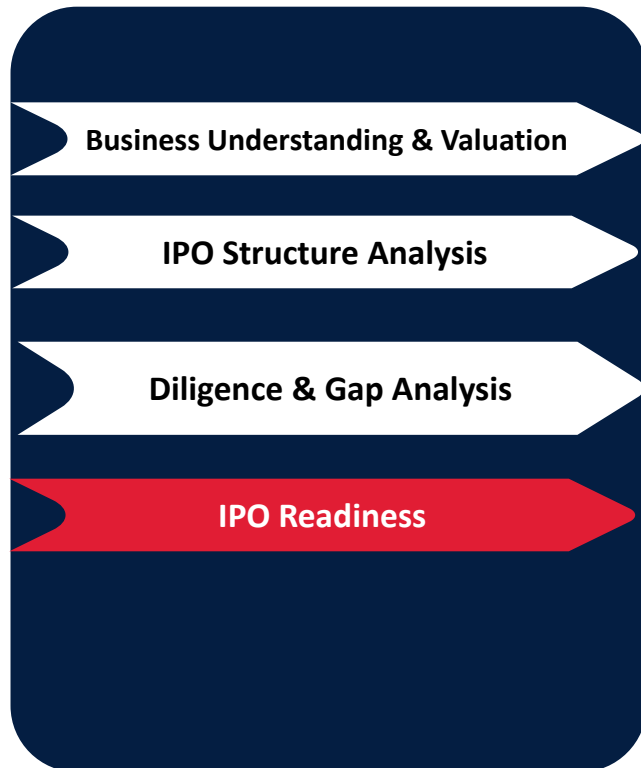 Business Understanding & Valuation
IPO Structure Analysis
Diligence & Gap Analysis
IPO Readiness